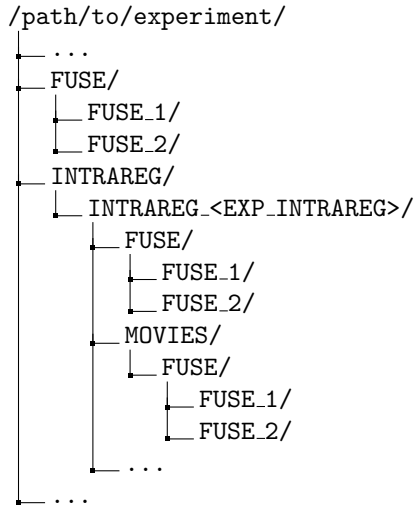 /path/to/experiment/
...
FUSE/
FUSE_1/
FUSE_2/
INTRAREG/
INTRAREG_<EXP_INTRAREG>/
FUSE/
FUSE_1/
FUSE_2/
MOVIES/
FUSE/
FUSE_1/
FUSE_2/
...
...